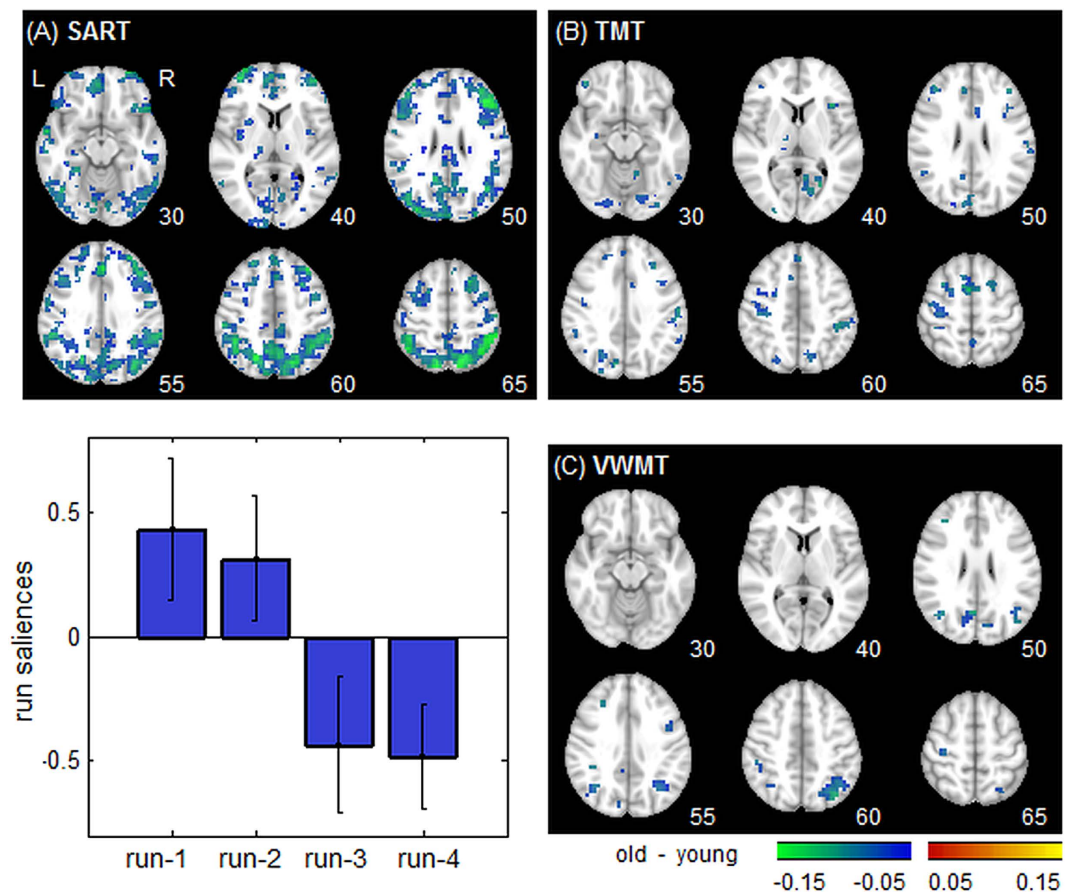 (A) SART
L R
30 40 50
55 60 65
(B) TMT
30 40 50
55 60 65
run saliences
0.5
0
-0.5
run-1 run-2 run-3 run-4
(C) VWMT
30 40 50
55 60 65
old - young
-0.15 -0.05 0.05 0.15